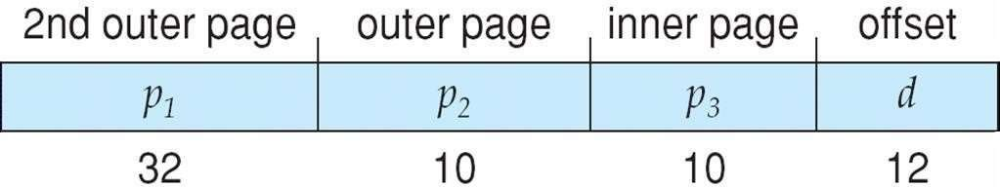 2nd outer page outer page inner page offset
p1 p2 p3 d
32 10 10 12